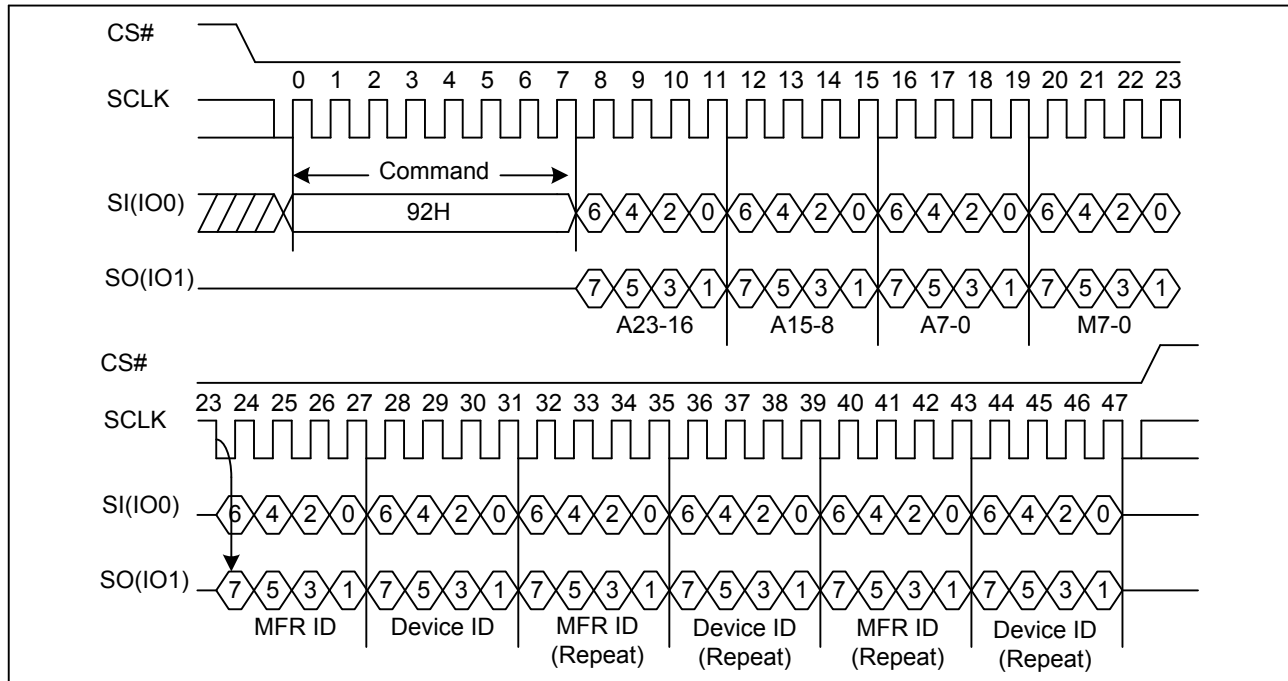 CS#
0 1 2 3 4 5 6 7 8 9 10 11 12 13 14 15 16 17 18 19 20 21 22 23
SCLK
Command
SI(IO0) 92H 6 4 2 0 6 4 2 0 6 4 2 0 6 4 2 0
SO(IO1) 7 5 3 1 7 5 3 1 7 5 3 1 7 5 3 1
A23-16 A15-8 A7-0 M7-0
CS#
23 24 25 26 27 28 29 30 31 32 33 34 35 36 37 38 39 40 41 42 43 44 45 46 47
SCLK
SI(IO0) 6 4 2 0 6 4 2 0 6 4 2 0 6 4 2 0 6 4 2 0 6 4 2 0
SO(IO1) 7 5 3 1 7 5 3 1 7 5 3 1 7 5 3 1 7 5 3 1 7 5 3 1
MFR ID Device ID MFR ID Device ID MFR ID Device ID
(Repeat) (Repeat) (Repeat) (Repeat)